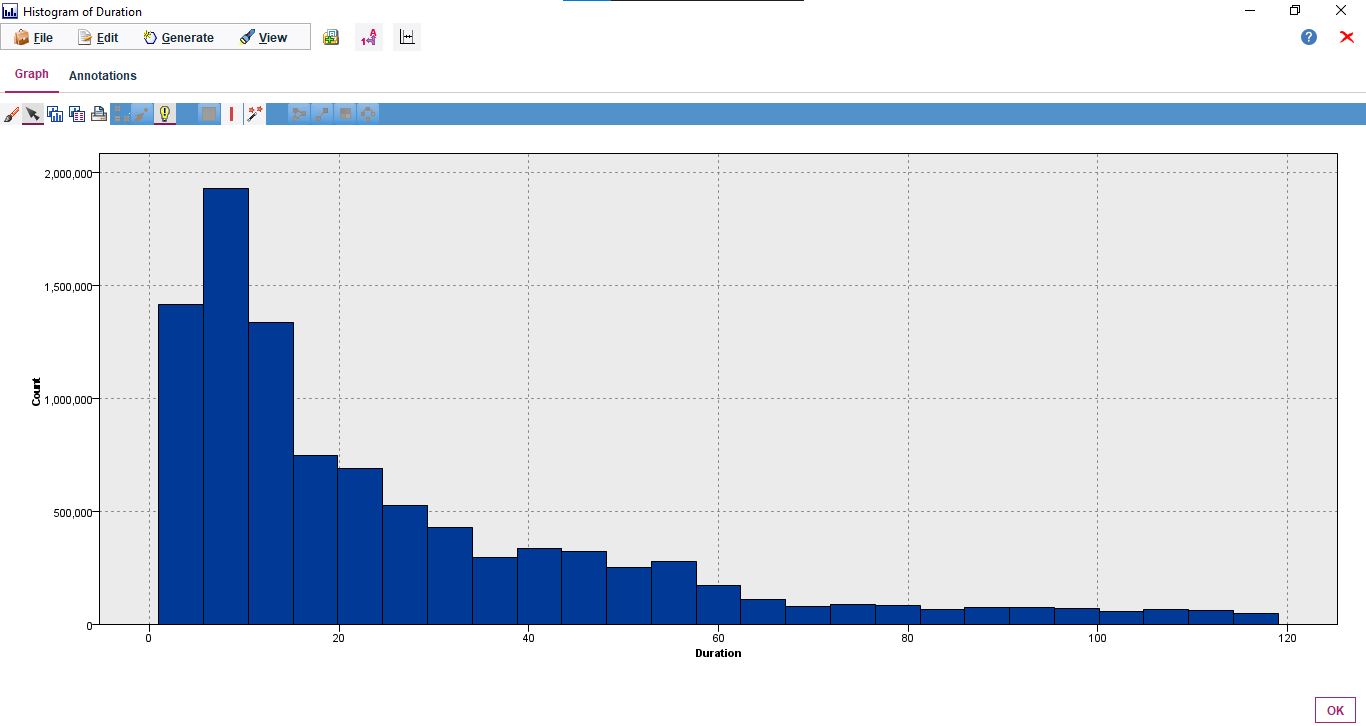 Histogram of Duration
File Edit Generate View 1 A ?
Graph Annotations
2,000,000
1,500,000
1,000,000
500,000
0
Count
0 20 40 60 80 100 120
Duration
OK